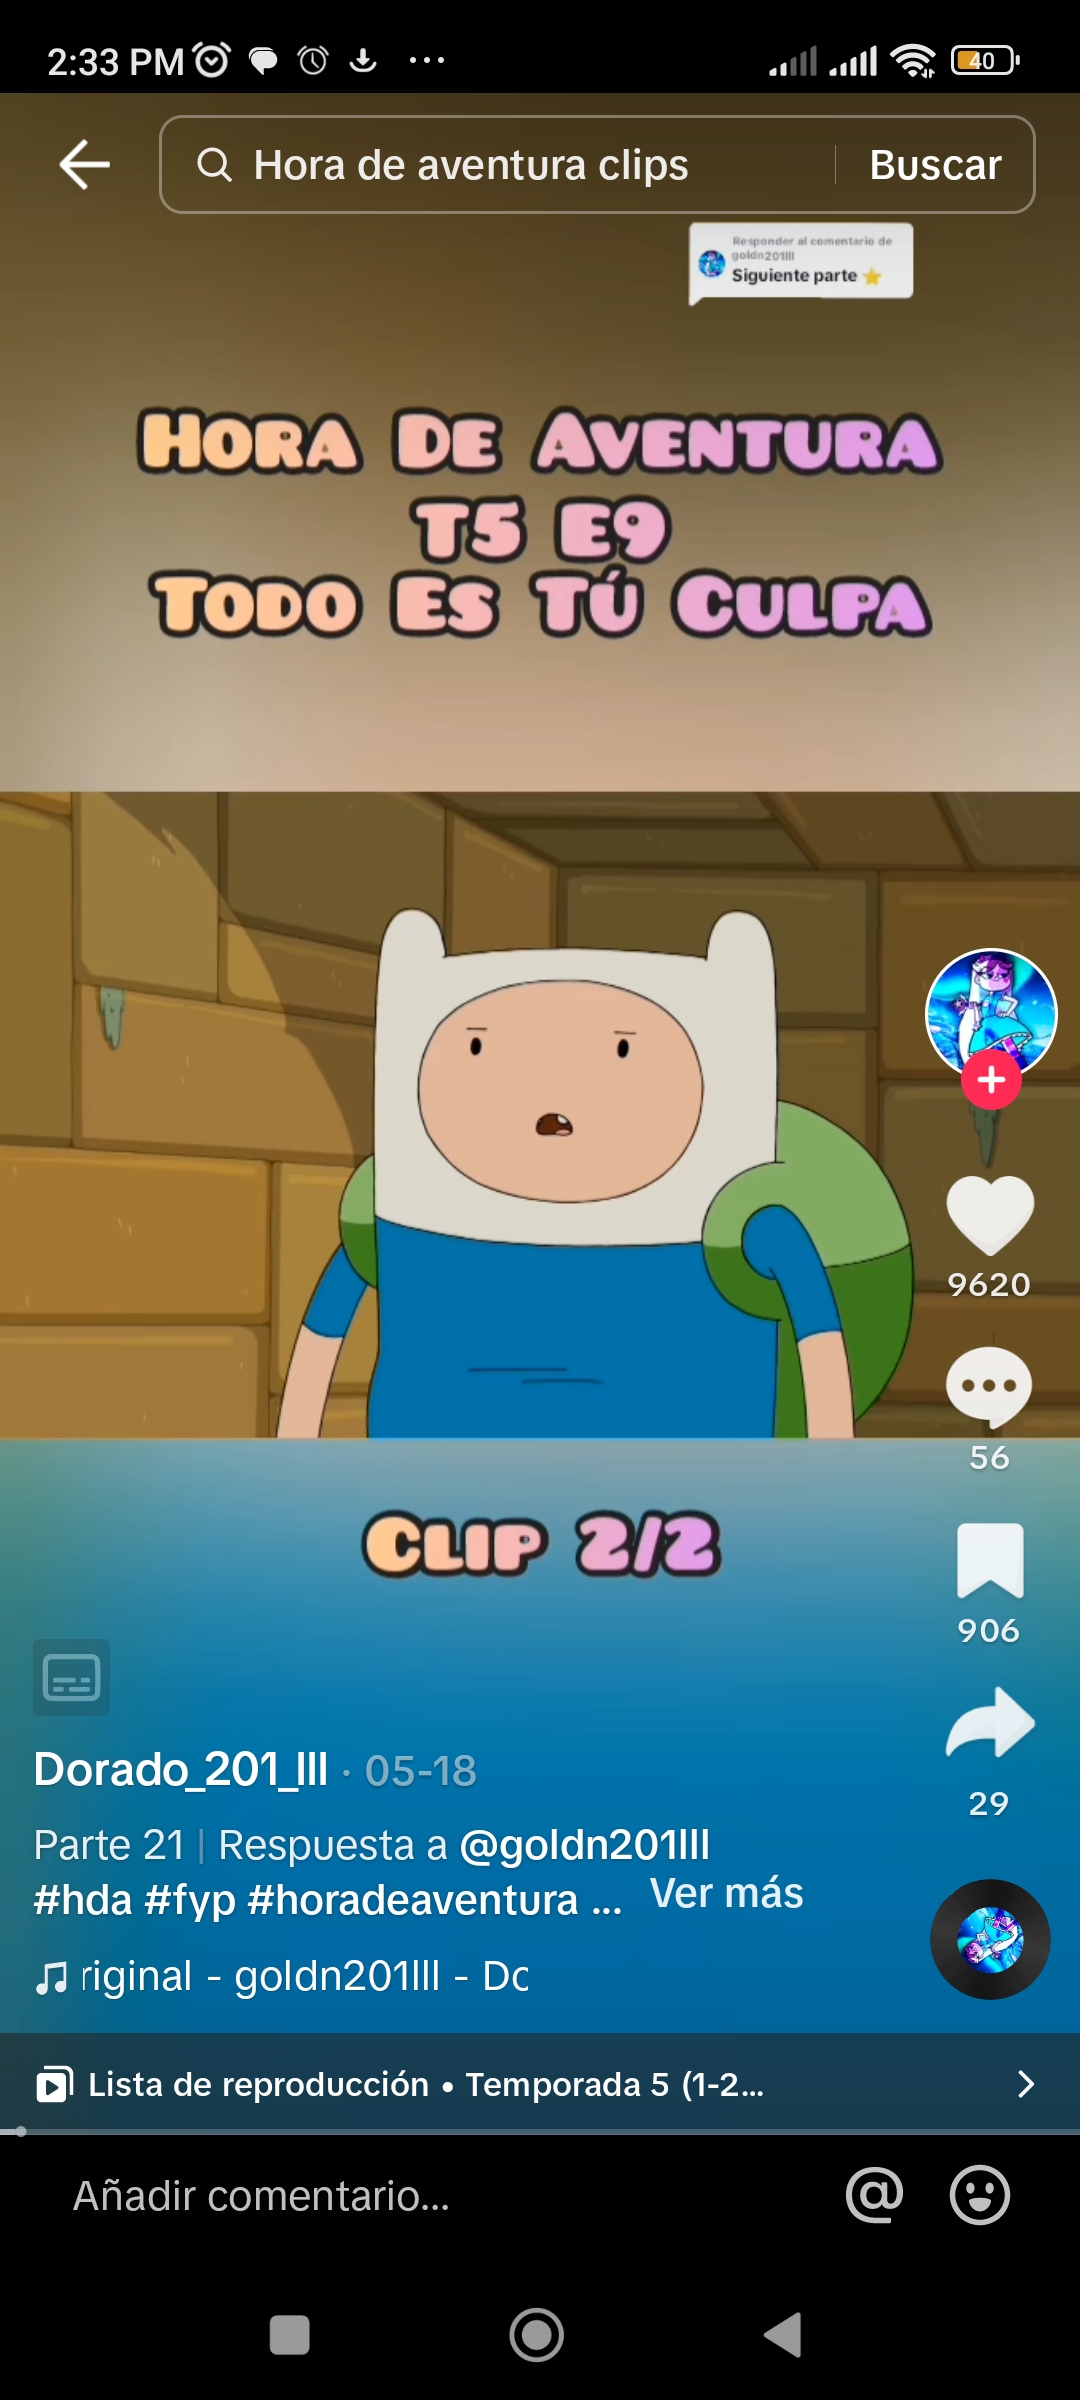 2:33 PM
40
Hora de aventura clips
Buscar
Responder al comentario de
goldn201lll
Siguiente parte ⭐
HORA DE AVENTURA
T5 E9
TODO ES TÚ CULPA
9620
56
CLIP 2/2
906
29
Dorado_201_lll · 05-18
Parte 21 | Respuesta a @goldn201lll
#hda #fyp #horadeaventura ... Ver más
riginal - goldn201lll - Do
Lista de reproducción • Temporada 5 (1-2...
Añadir comentario...